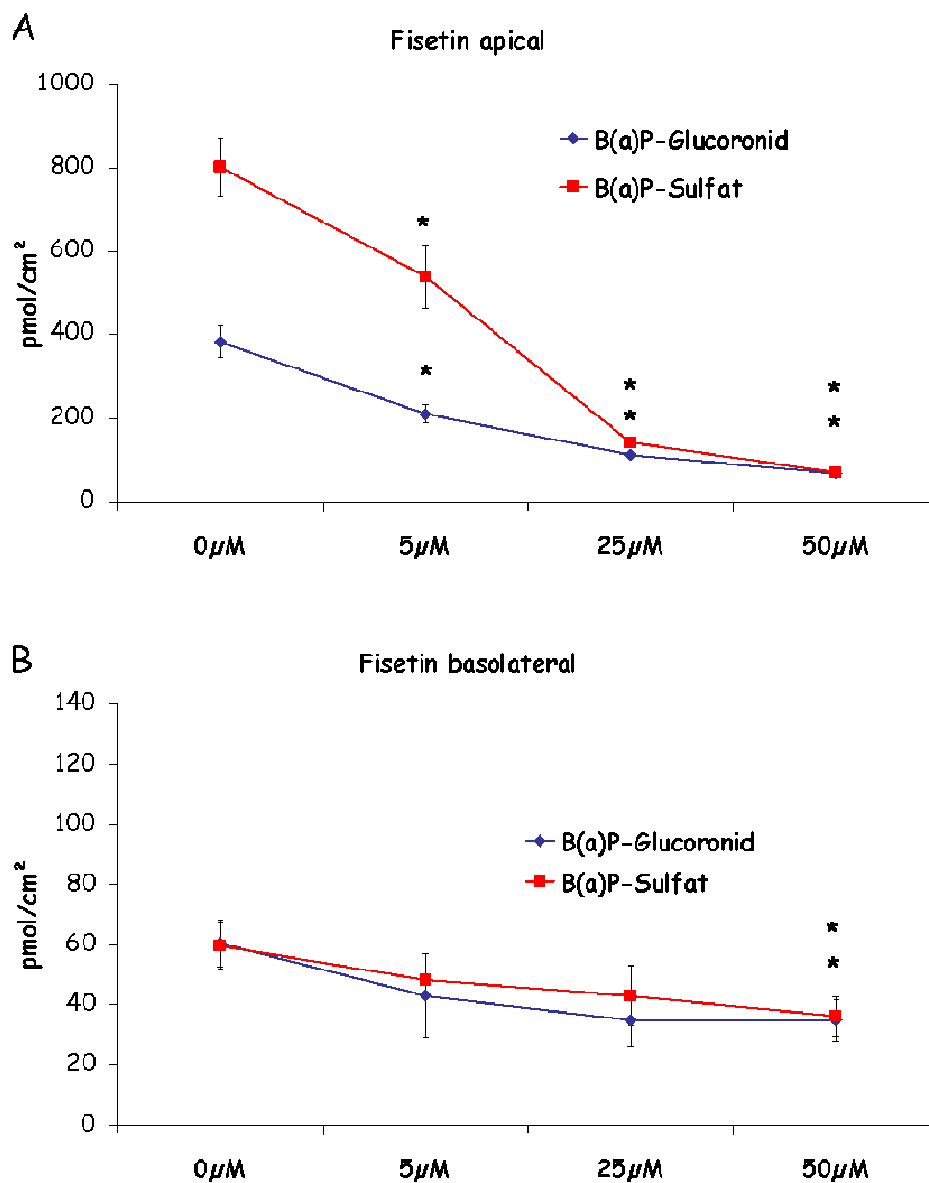 A
Fisetin apical
1000
800
600
400
200
0
pmol/cm²
B(a)P-Glucoronid
B(a)P-Sulfat
*
*
*
*
*
*
0µM 5µM 25µM 50µM
B
Fisetin basolateral
140
120
100
80
60
40
20
0
pmol/cm²
B(a)P-Glucoronid
B(a)P-Sulfat
*
*
0µM 5µM 25µM 50µM